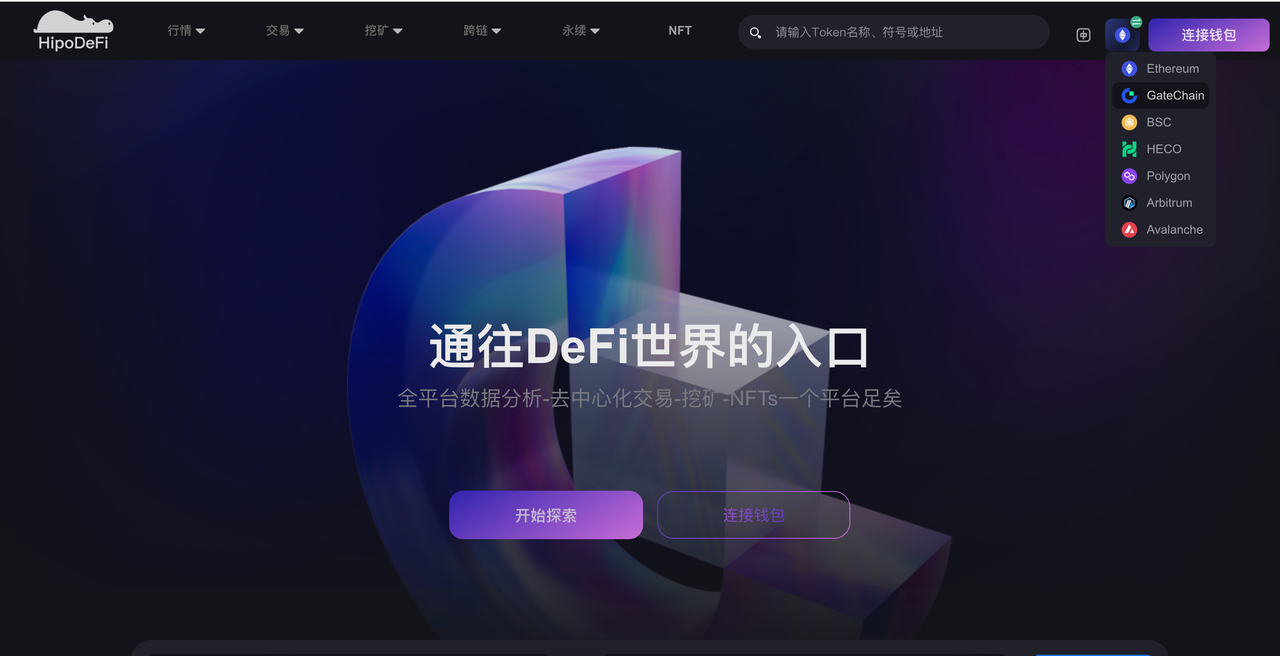 HipoDeFi
行情
交易
挖矿
跨链
永续
NFT
请输入Token名称、符号或地址
中
连接钱包
Ethereum
GateChain
BSC
HECO
Polygon
Arbitrum
Avalanche
通往DeFi世界的入口
全平台数据分析-去中心化交易-挖矿-NFTs一个平台足矣
开始探索
连接钱包